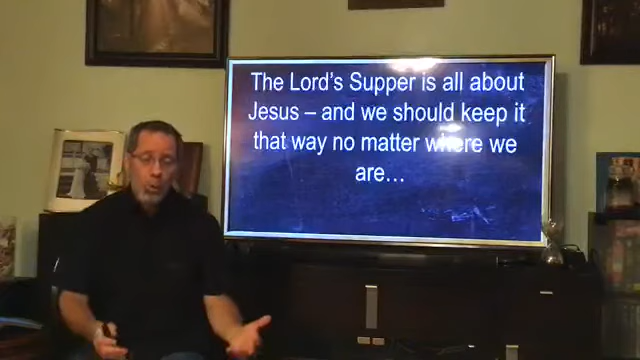 The Lord's Supper is all about
Jesus – and we should keep it
that way no matter where we
are...